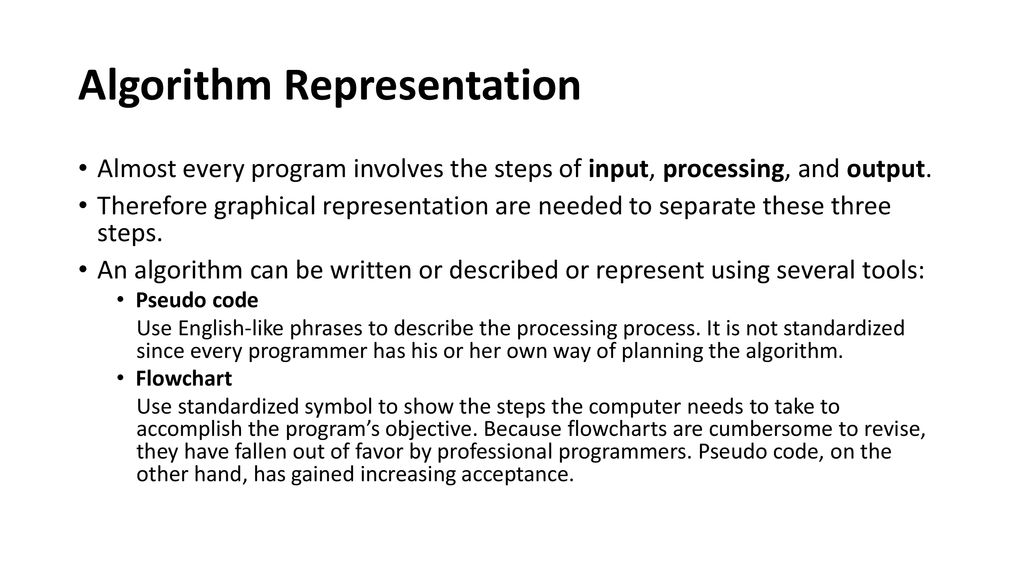 Algorithm Representation
• Almost every program involves the steps of input, processing, and output.
• Therefore graphical representation are needed to separate these three
steps.
• An algorithm can be written or described or represent using several tools:
• Pseudo code
Use English-like phrases to describe the processing process. It is not standardized
since every programmer has his or her own way of planning the algorithm.
• Flowchart
Use standardized symbol to show the steps the computer needs to take to
accomplish the program’s objective. Because flowcharts are cumbersome to revise,
they have fallen out of favor by professional programmers. Pseudo code, on the
other hand, has gained increasing acceptance.